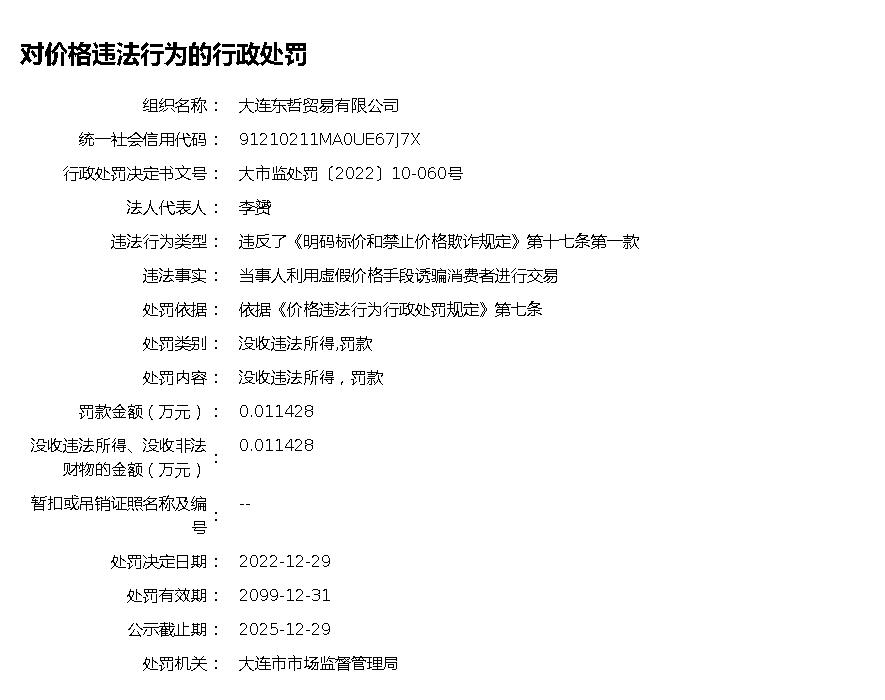 对价格违法行为的行政处罚
组织名称： 大连东哲贸易有限公司
统一社会信用代码： 91210211MA0UE67J7X
行政处罚决定书文号： 大市监处罚〔2022〕10-060号
法人代表人： 李赟
违法行为类型： 违反了《明码标价和禁止价格欺诈规定》第十七条第一款
违法事实： 当事人利用虚假价格手段诱骗消费者进行交易
处罚依据： 依据《价格违法行为行政处罚规定》第七条
处罚类别： 没收违法所得,罚款
处罚内容： 没收违法所得，罚款
罚款金额（万元）： 0.011428
没收违法所得、没收非法
财物的金额（万元）： 0.011428
暂扣或吊销证照名称及编
号： --
处罚决定日期： 2022-12-29
处罚有效期： 2099-12-31
公示截止期： 2025-12-29
处罚机关： 大连市市场监督管理局